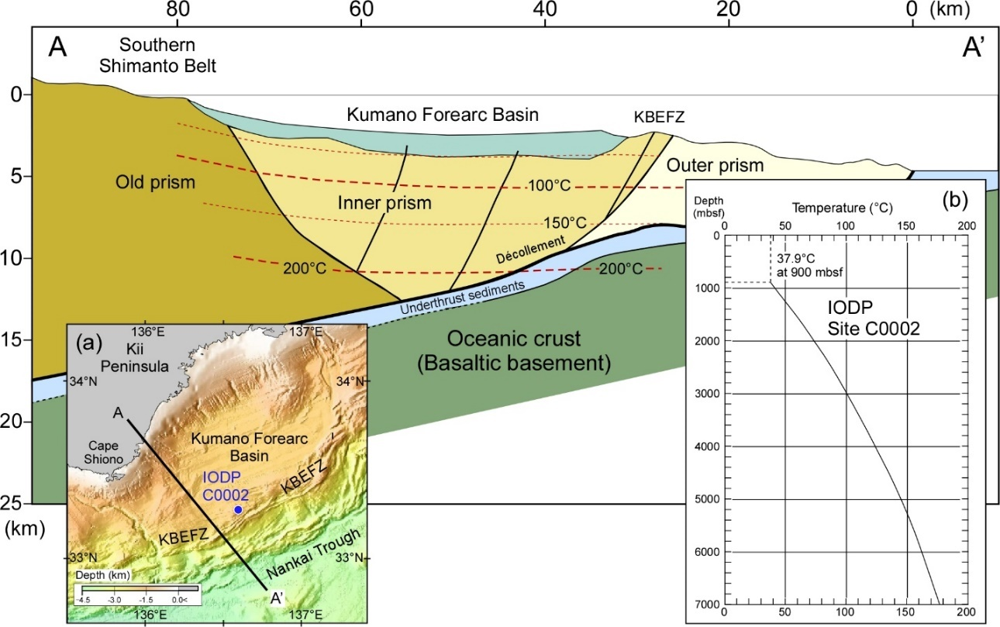 80 60 40 20 0 (km)
A
A'
Southern
Shimanto Belt
0
5
10
15
20
25
(km)
Kumano Forearc Basin
KBEFZ
Old prism
Inner prism
Outer prism
100°C
150°C
200°C
200°C
Décollement
Underthrust sediments
Oceanic crust
(Basaltic basement)
(a)
136°E
137°E
Kii
Peninsula
34°N
34°N
A
Cape
Shiono
Kumano Forearc
Basin
IODP
C0002
KBEFZ
KBEFZ
Nankai Trough
33°N
33°N
Depth (km)
-4.5 -3.0 -1.5 0.0<
A'
136°E
137°E
(b)
Depth
(mbsf)
Temperature (°C)
0 50 100 150 200
0
37.9°C
at 900 mbsf
1000
IODP
Site C0002
2000
3000
4000
5000
6000
7000
0 50 100 150 200